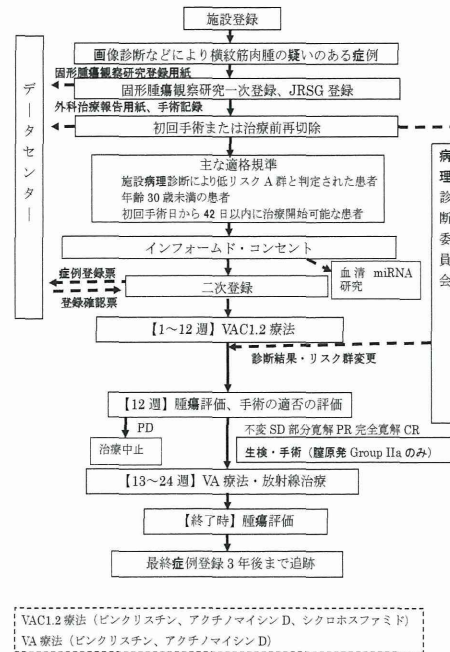 施設登録
画像診断などにより横紋筋肉腫の疑いのある症例
固形腫瘍観察研究登録用紙
固形腫瘍観察研究一次登録、JRSG 登録
外科治療報告用紙、手術記録
初回手術または治療前再切除
データセンター
病理診断委員会
主な適格規準
施設病理診断により低リスク A 群と判定された患者
年齢 30 歳未満の患者
初回手術日から 42 日以内に治療開始可能な患者
インフォームド・コンセント
血清 miRNA
研究
症例登録票
二次登録
登録確認票
【1~12 週】VAC1.2 療法
診断結果・リスク群変更
【12 週】腫瘍評価、手術の適否の評価
PD
不変 SD 部分寛解 PR 完全寛解 CR
治療中止
生検・手術(膣原発 Group IIa のみ)
【13~24 週】VA 療法・放射線治療
【終了時】腫瘍評価
最終症例登録 3 年後まで追跡
VAC1.2 療法(ビンクリスチン、アクチノマイシン D、シクロホスファミド)
VA 療法(ビンクリスチン、アクチノマイシン D)